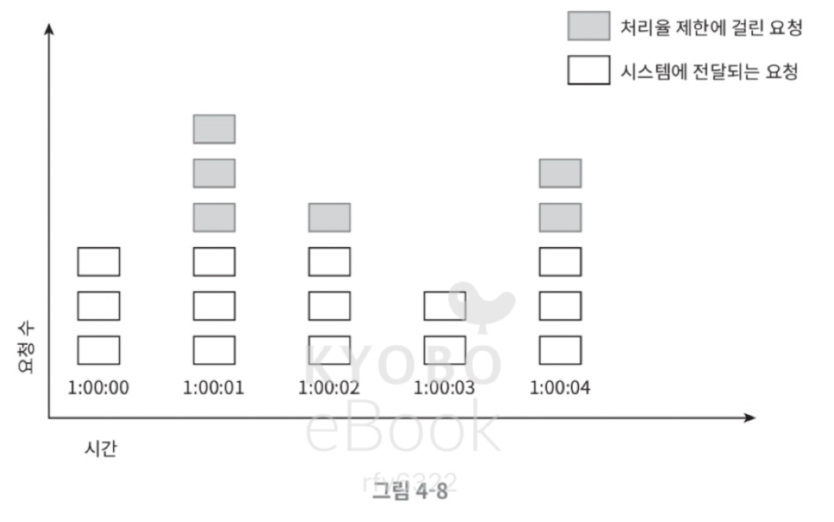 처리율 제한에 걸린 요청
시스템에 전달되는 요청
요청 수
1:00:00
1:00:01
1:00:02
1:00:03
1:00:04
KYOBO
eBook
시간
그림 4-8